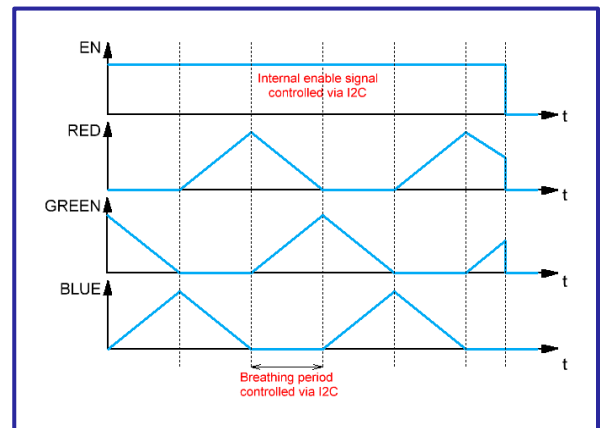 EN
Internal enable signal
controlled via I2C
t
RED
t
GREEN
t
BLUE
t
Breathing period
controlled via I2C